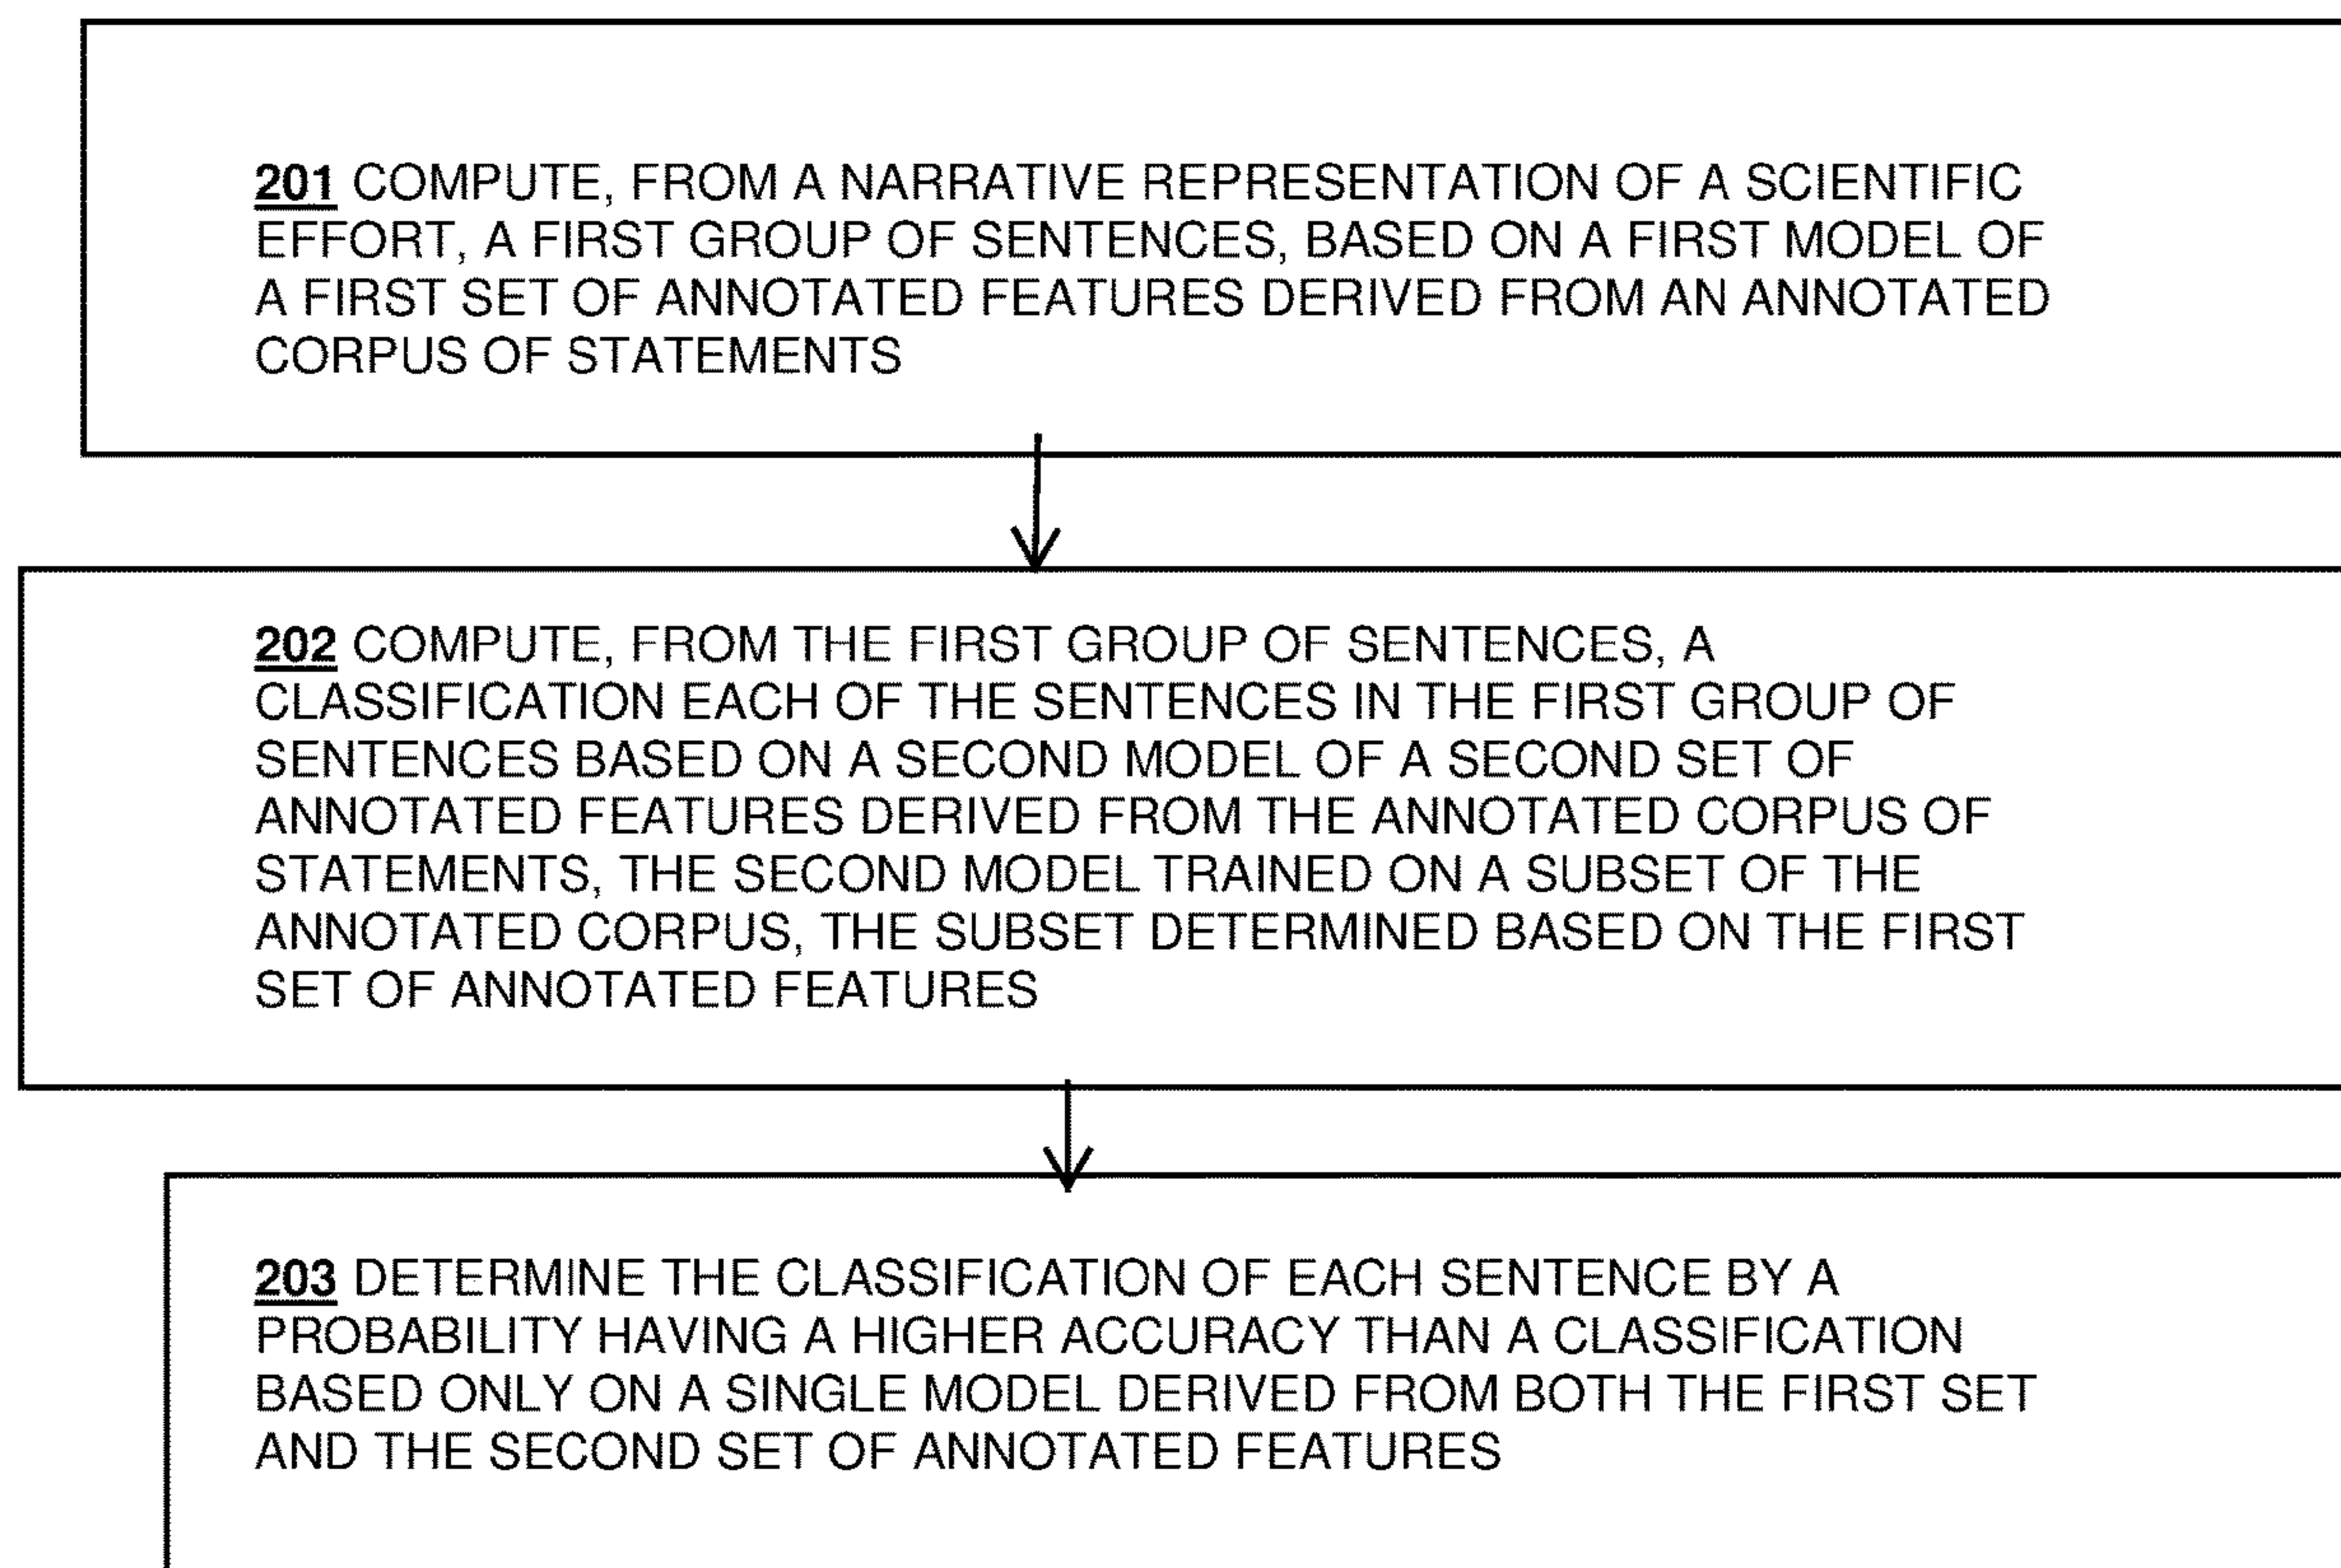 201 COMPUTE, FROM A NARRATIVE REPRESENTATION OF A SCIENTIFIC
EFFORT, A FIRST GROUP OF SENTENCES, BASED ON A FIRST MODEL OF
A FIRST SET OF ANNOTATED FEATURES DERIVED FROM AN ANNOTATED
CORPUS OF STATEMENTS
202 COMPUTE, FROM THE FIRST GROUP OF SENTENCES, A
CLASSIFICATION EACH OF THE SENTENCES IN THE FIRST GROUP OF
SENTENCES BASED ON A SECOND MODEL OF A SECOND SET OF
ANNOTATED FEATURES DERIVED FROM THE ANNOTATED CORPUS OF
STATEMENTS, THE SECOND MODEL TRAINED ON A SUBSET OF THE
ANNOTATED CORPUS, THE SUBSET DETERMINED BASED ON THE FIRST
SET OF ANNOTATED FEATURES
203 DETERMINE THE CLASSIFICATION OF EACH SENTENCE BY A
PROBABILITY HAVING A HIGHER ACCURACY THAN A CLASSIFICATION
BASED ONLY ON A SINGLE MODEL DERIVED FROM BOTH THE FIRST SET
AND THE SECOND SET OF ANNOTATED FEATURES